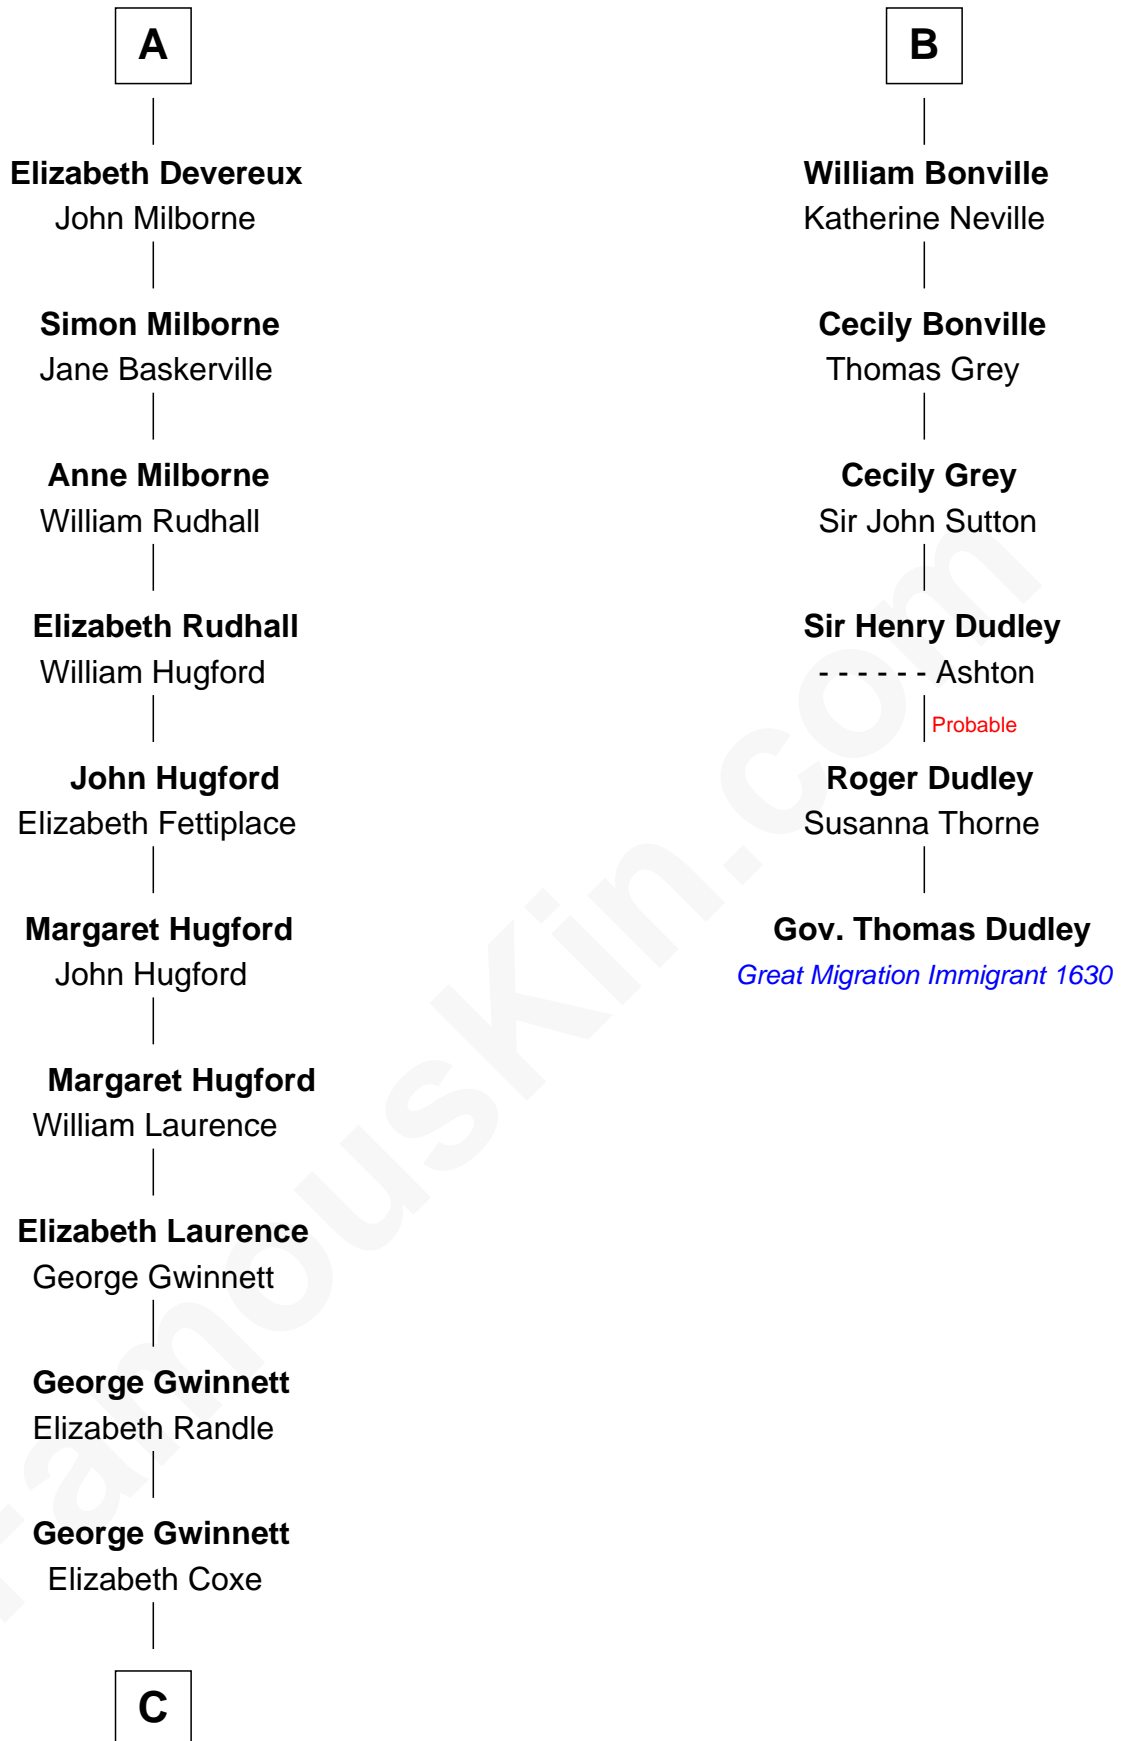 A
Elizabeth Devereux
John Milborne
Simon Milborne
Jane Baskerville
Anne Milborne
William Rudhall
Elizabeth Rudhall
William Hugford
John Hugford
Elizabeth Fettiplace
Margaret Hugford
John Hugford
Margaret Hugford
William Laurence
Elizabeth Laurence
George Gwinnett
George Gwinnett
Elizabeth Randle
George Gwinnett
Elizabeth Coxe
C
B
William Bonville
Katherine Neville
Cecily Bonville
Thomas Grey
Cecily Grey
Sir John Sutton
Sir Henry Dudley
- - - - - - Ashton
Probable
Roger Dudley
Susanna Thorne
Gov. Thomas Dudley
Great Migration Immigrant 1630
FamousKin.com